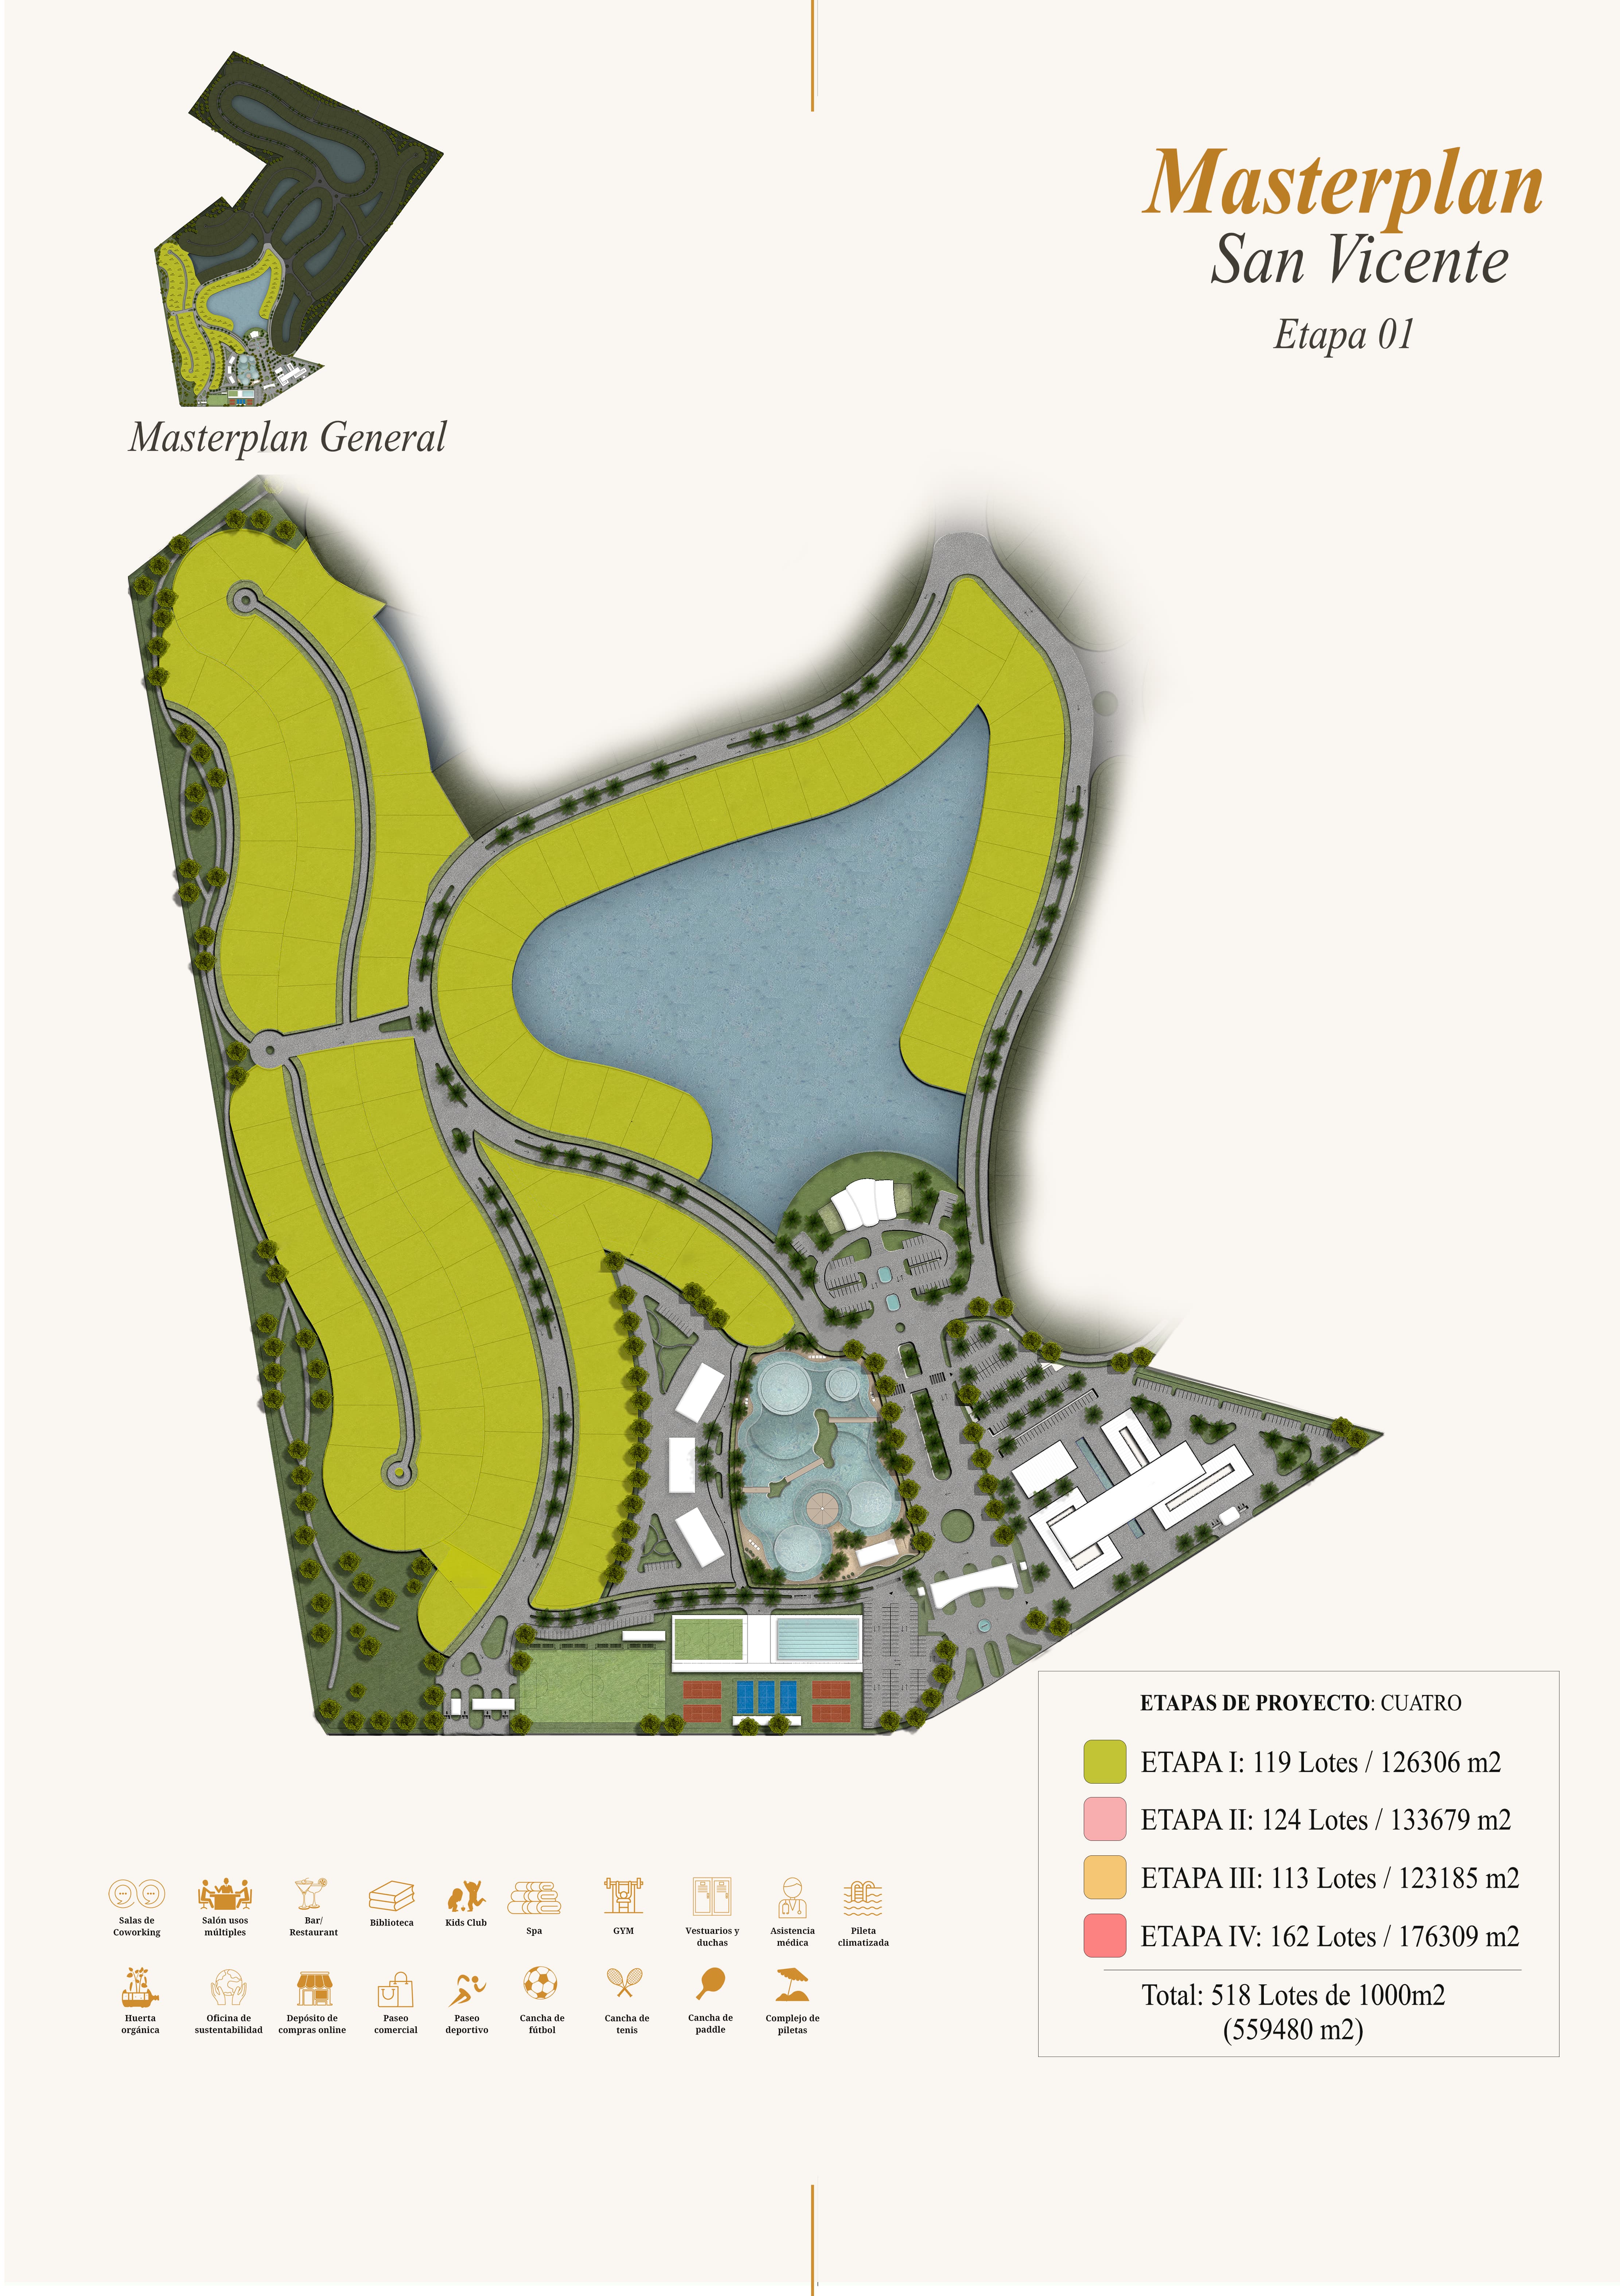 Masterplan
San Vicente
Etapa 01
Masterplan General
ETAPAS DE PROYECTO: CUATRO
ETAPA I: 119 Lotes / 126306 m2
ETAPA II: 124 Lotes / 133679 m2
ETAPA III: 113 Lotes / 123185 m2
ETAPA IV: 162 Lotes / 176309 m2
Total: 518 Lotes de 1000m2
(559480 m2)
Salas de
Coworking
Salón usos
múltiples
Bar/
Restaurant
Biblioteca
Kids Club
Spa
GYM
Vestuarios y
duchas
Asistencia
médica
Pileta
climatizada
Huerta
orgánica
Oficina de
sustentabilidad
Depósito de
compras online
Paseo
comercial
Paseo
deportivo
Cancha de
fútbol
Cancha de
tenis
Cancha de
paddle
Complejo de
piletas